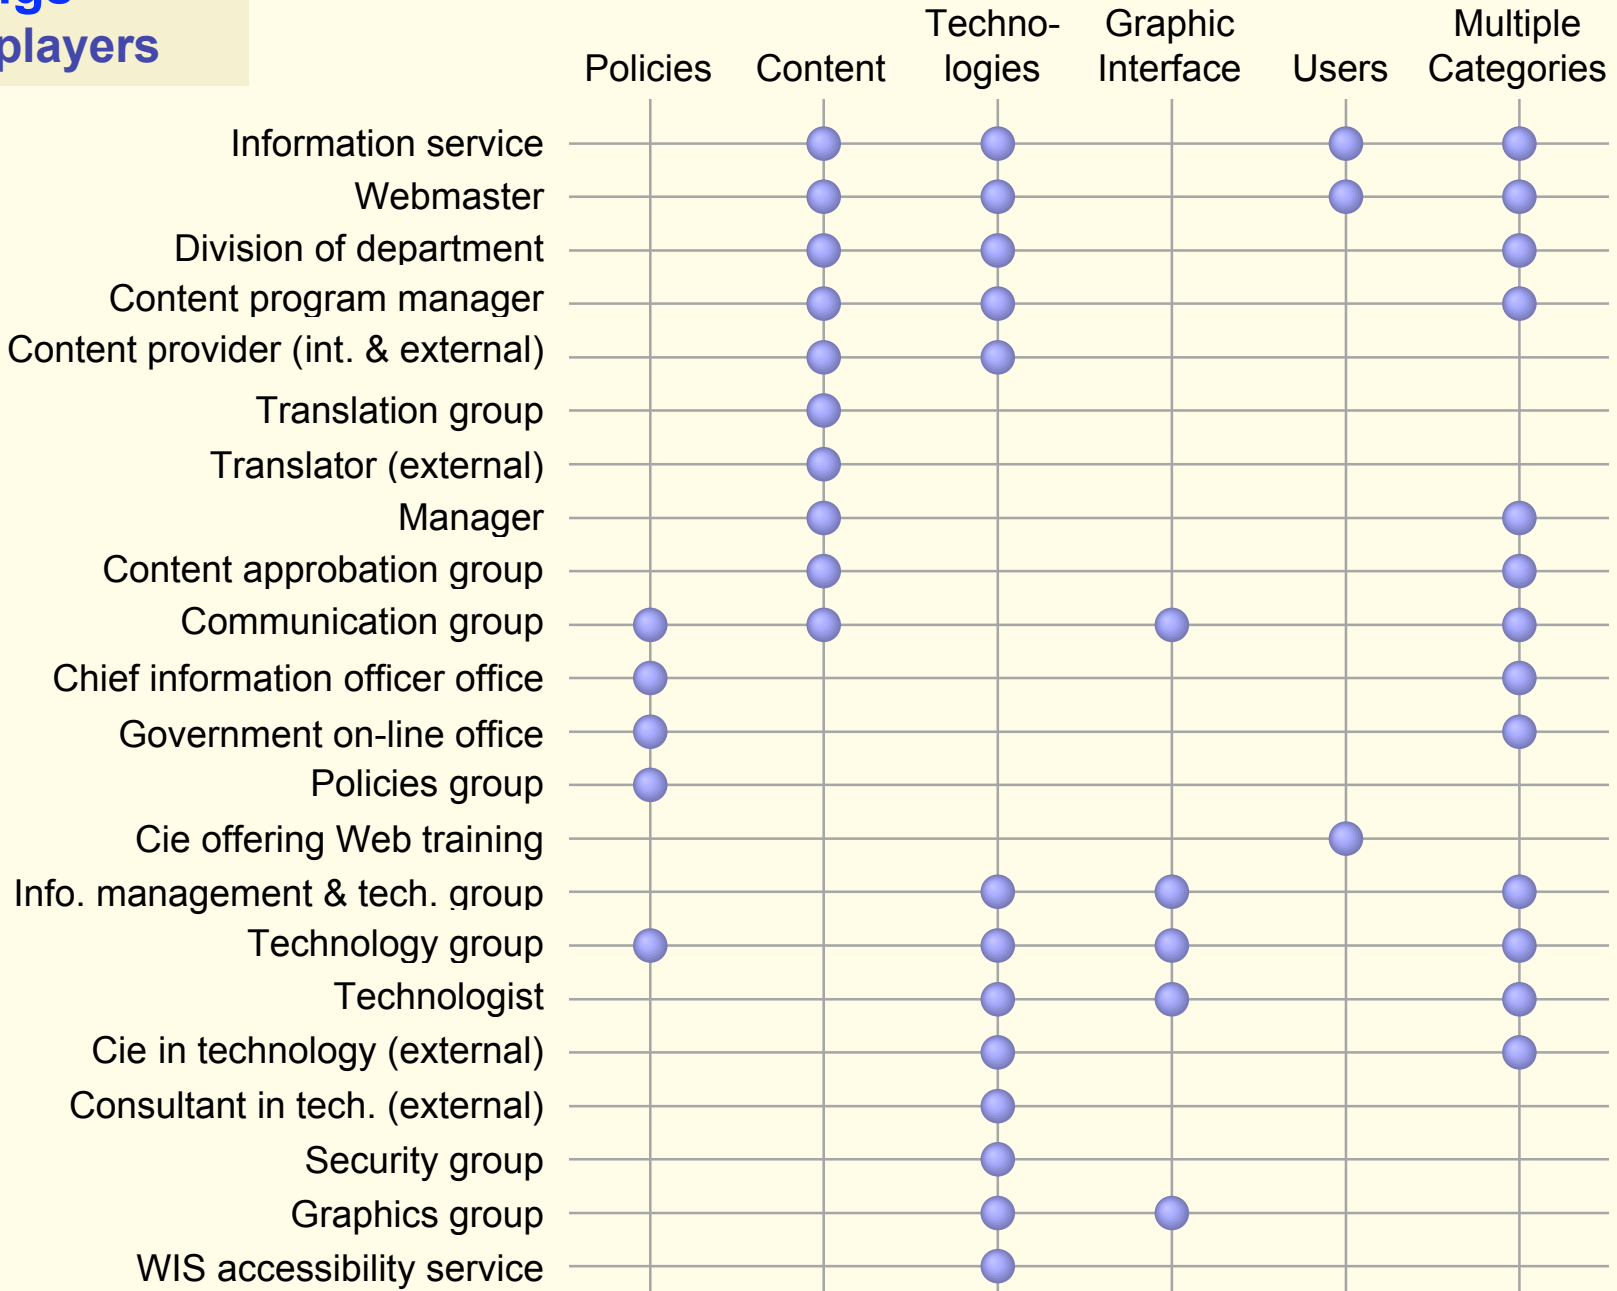 players
Techno- Graphic Multiple
Policies Content logies Interface Users Categories
Information service
Webmaster
Division of department
Content program manager
Content provider (int. & external)
Translation group
Translator (external)
Manager
Content approbation group
Communication group
Chief information officer office
Government on-line office
Policies group
Cie offering Web training
Info. management & tech. group
Technology group
Technologist
Cie in technology (external)
Consultant in tech. (external)
Security group
Graphics group
WIS accessibility service